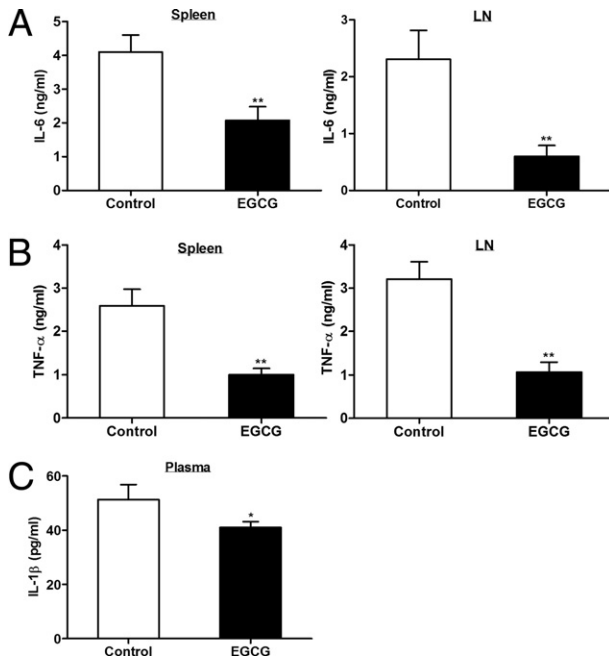 A
Spleen
IL-6 (ng/ml)
5
4
3
2
1
0
**
Control
EGCG
LN
IL-6 (ng/ml)
3
2
1
0
**
Control
EGCG
B
Spleen
TNF-α (ng/ml)
4
3
2
1
0
**
Control
EGCG
LN
TNF-α (ng/ml)
4
3
2
1
0
**
Control
EGCG
C
Plasma
IL-1β (pg/ml)
60
40
20
0
*
Control
EGCG